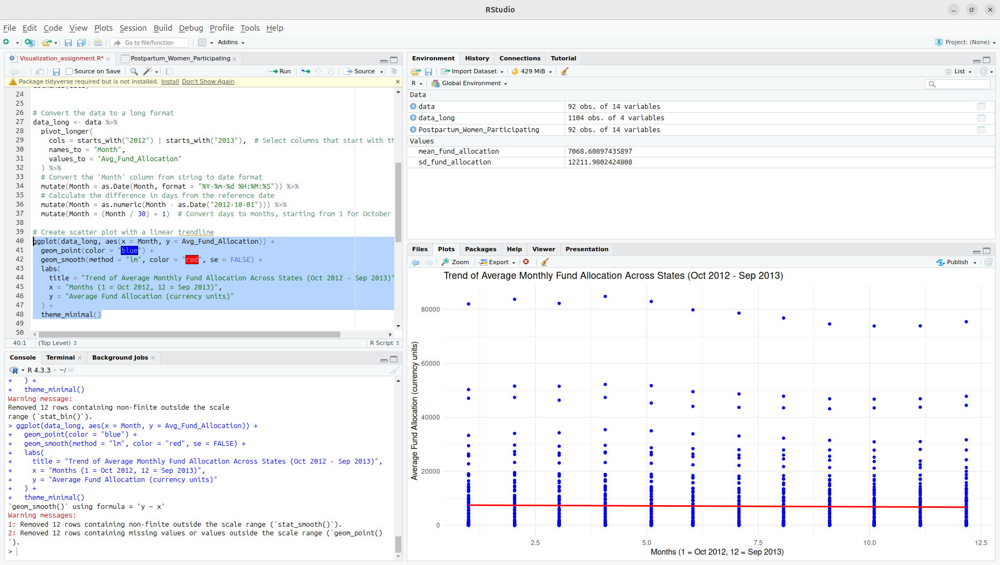 RStudio
File Edit Code View Plots Session Build Debug Profile Tools Help
Go to file/function
Addins
Project: (None)
Visualization_assignment.R*
Postpartum_Women_Participating
Source on Save
Run
Source
Package tidyverse required but is not installed. Install Don't Show Again
24
25
26 # Convert the data to a long format
27 data_long <- data %>%
28 pivot_longer(
29 cols = starts_with("2012") | starts_with("2013"),  # Select columns that start with th
30 names_to = "Month",
31 values_to = "Avg_Fund_Allocation"
32 ) %>%
33 # Convert the 'Month' column from string to date format
34 mutate(Month = as.Date(Month, format = "%Y-%m-%d %H:%M:%S")) %>%
35 # Calculate the difference in days from the reference date
36 mutate(Month = as.numeric(Month - as.Date("2012-10-01"))) %>%
37 mutate(Month = (Month / 30) + 1)  # Convert days to months, starting from 1 for October
38
39 # Create scatter plot with a linear trendline
40 ggplot(data_long, aes(x = Month, y = Avg_Fund_Allocation)) +
41 geom_point(color = "blue") +
42 geom_smooth(method = "lm", color = "red", se = FALSE) +
43 labs(
44 title = "Trend of Average Monthly Fund Allocation Across States (Oct 2012 - Sep 2013)"
45 x = "Months (1 = Oct 2012, 12 = Sep 2013)",
46 y = "Average Fund Allocation (currency units)"
47 ) +
48 theme_minimal()
49
50
40:1 (Top Level) R Script
Console Terminal Background Jobs
R 4.3.3 · ~/
+ ) +
+ theme_minimal()
Warning message:
Removed 12 rows containing non-finite outside the scale
range (`stat_bin()`).
> ggplot(data_long, aes(x = Month, y = Avg_Fund_Allocation)) +
+ geom_point(color = "blue") +
+ geom_smooth(method = "lm", color = "red", se = FALSE) +
+ labs(
+ title = "Trend of Average Monthly Fund Allocation Across States (Oct 2012 - Sep 2013)",
+ x = "Months (1 = Oct 2012, 12 = Sep 2013)",
+ y = "Average Fund Allocation (currency units)"
+ ) +
+ theme_minimal()
`geom_smooth()` using formula = 'y ~ x'
Warning messages:
1: Removed 12 rows containing non-finite outside the scale range (`stat_smooth()`).
2: Removed 12 rows containing missing values or values outside the scale range (`geom_point()
`).
>
Environment History Connections Tutorial
Import Dataset 429 MiB List
R Global Environment
Data
data 92 obs. of 14 variables
data_long 1104 obs. of 4 variables
Postpartum_Women_Participating 92 obs. of 14 variables
Values
mean_fund_allocation 7068.60897435897
sd_fund_allocation 12211.9802424808
Files Plots Packages Help Viewer Presentation
Zoom Export Publish
Trend of Average Monthly Fund Allocation Across States (Oct 2012 - Sep 2013)
Average Fund Allocation (currency units)
80000
60000
40000
20000
0
2.5 5.0 7.5 10.0 12.5
Months (1 = Oct 2012, 12 = Sep 2013)